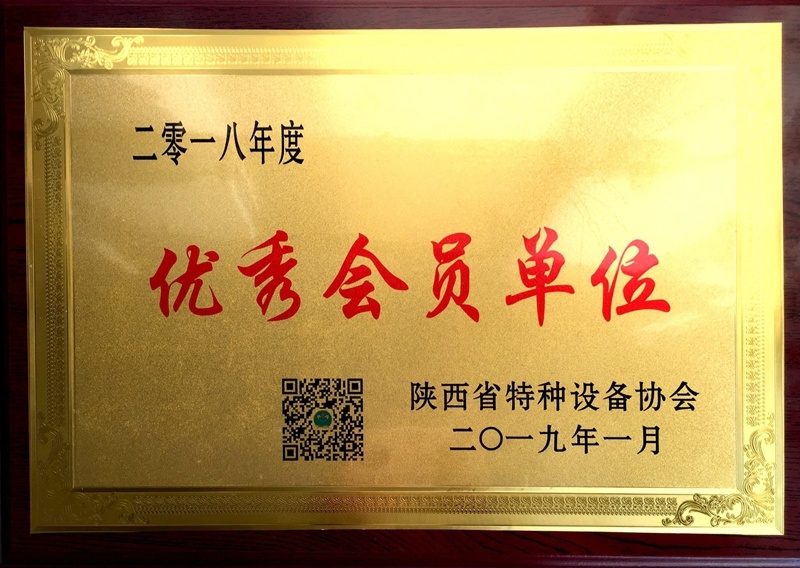 二零一八年度
优秀会员单位
陕西省特种设备协会
二〇一九年一月